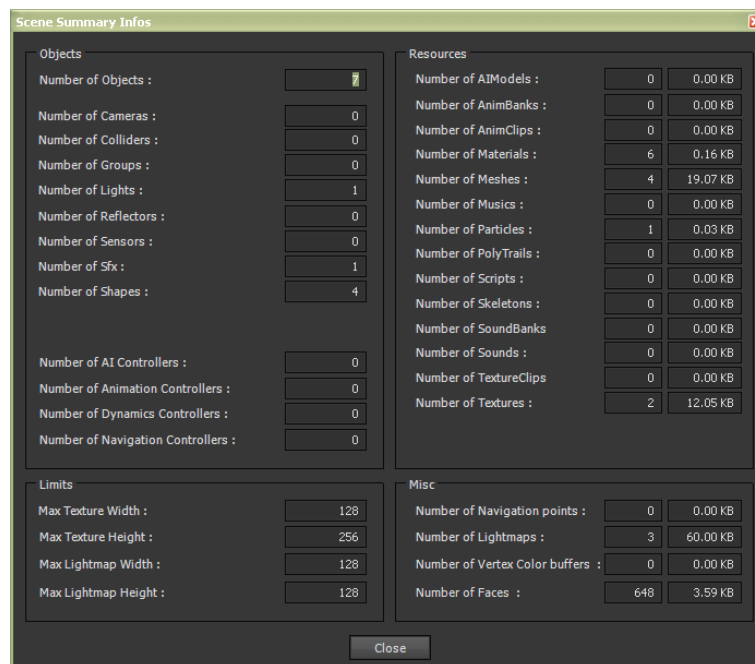 Scene Summary Infos
Objects
Number of Objects : 7
Number of Cameras : 0
Number of Colliders : 0
Number of Groups : 0
Number of Lights : 1
Number of Reflectors : 0
Number of Sensors : 0
Number of Sfx : 1
Number of Shapes : 4
Number of AI Controllers : 0
Number of Animation Controllers : 0
Number of Dynamics Controllers : 0
Number of Navigation Controllers : 0
Resources
Number of AIModels : 0 0.00 KB
Number of AnimBanks : 0 0.00 KB
Number of AnimClips : 0 0.00 KB
Number of Materials : 6 0.16 KB
Number of Meshes : 4 19.07 KB
Number of Musics : 0 0.00 KB
Number of Particles : 1 0.03 KB
Number of PolyTrails : 0 0.00 KB
Number of Scripts : 0 0.00 KB
Number of Skeletons : 0 0.00 KB
Number of SoundBanks 0 0.00 KB
Number of Sounds : 0 0.00 KB
Number of TextureClips 0 0.00 KB
Number of Textures : 2 12.05 KB
Limits
Max Texture Width : 128
Max Texture Height : 256
Max Lightmap Width : 128
Max Lightmap Height : 128
Misc
Number of Navigation points : 0 0.00 KB
Number of Lightmaps : 3 60.00 KB
Number of Vertex Color buffers : 0 0.00 KB
Number of Faces : 648 3.59 KB
Close